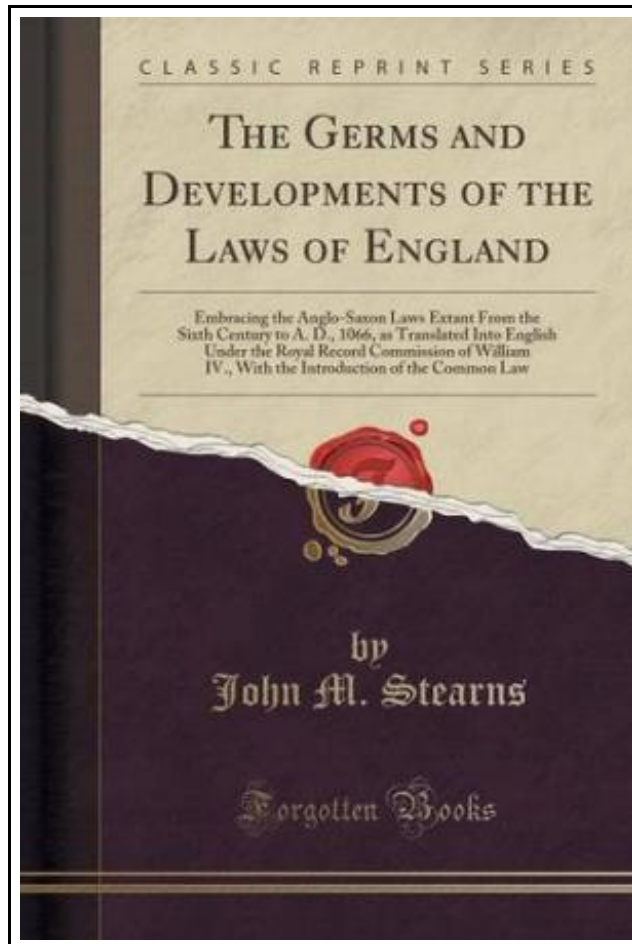 CLASSIC REPRINT SERIES
THE GERMS AND
DEVELOPMENTS OF THE
LAWS OF ENGLAND
Embracing the Anglo-Saxon Laws Extant From the
Sixth Century to A. D., 1066, as Translated Into English
Under the Royal Record Commission of William
IV., With the Introduction of the Common Law
by
John M. Stearns
Forgotten Books